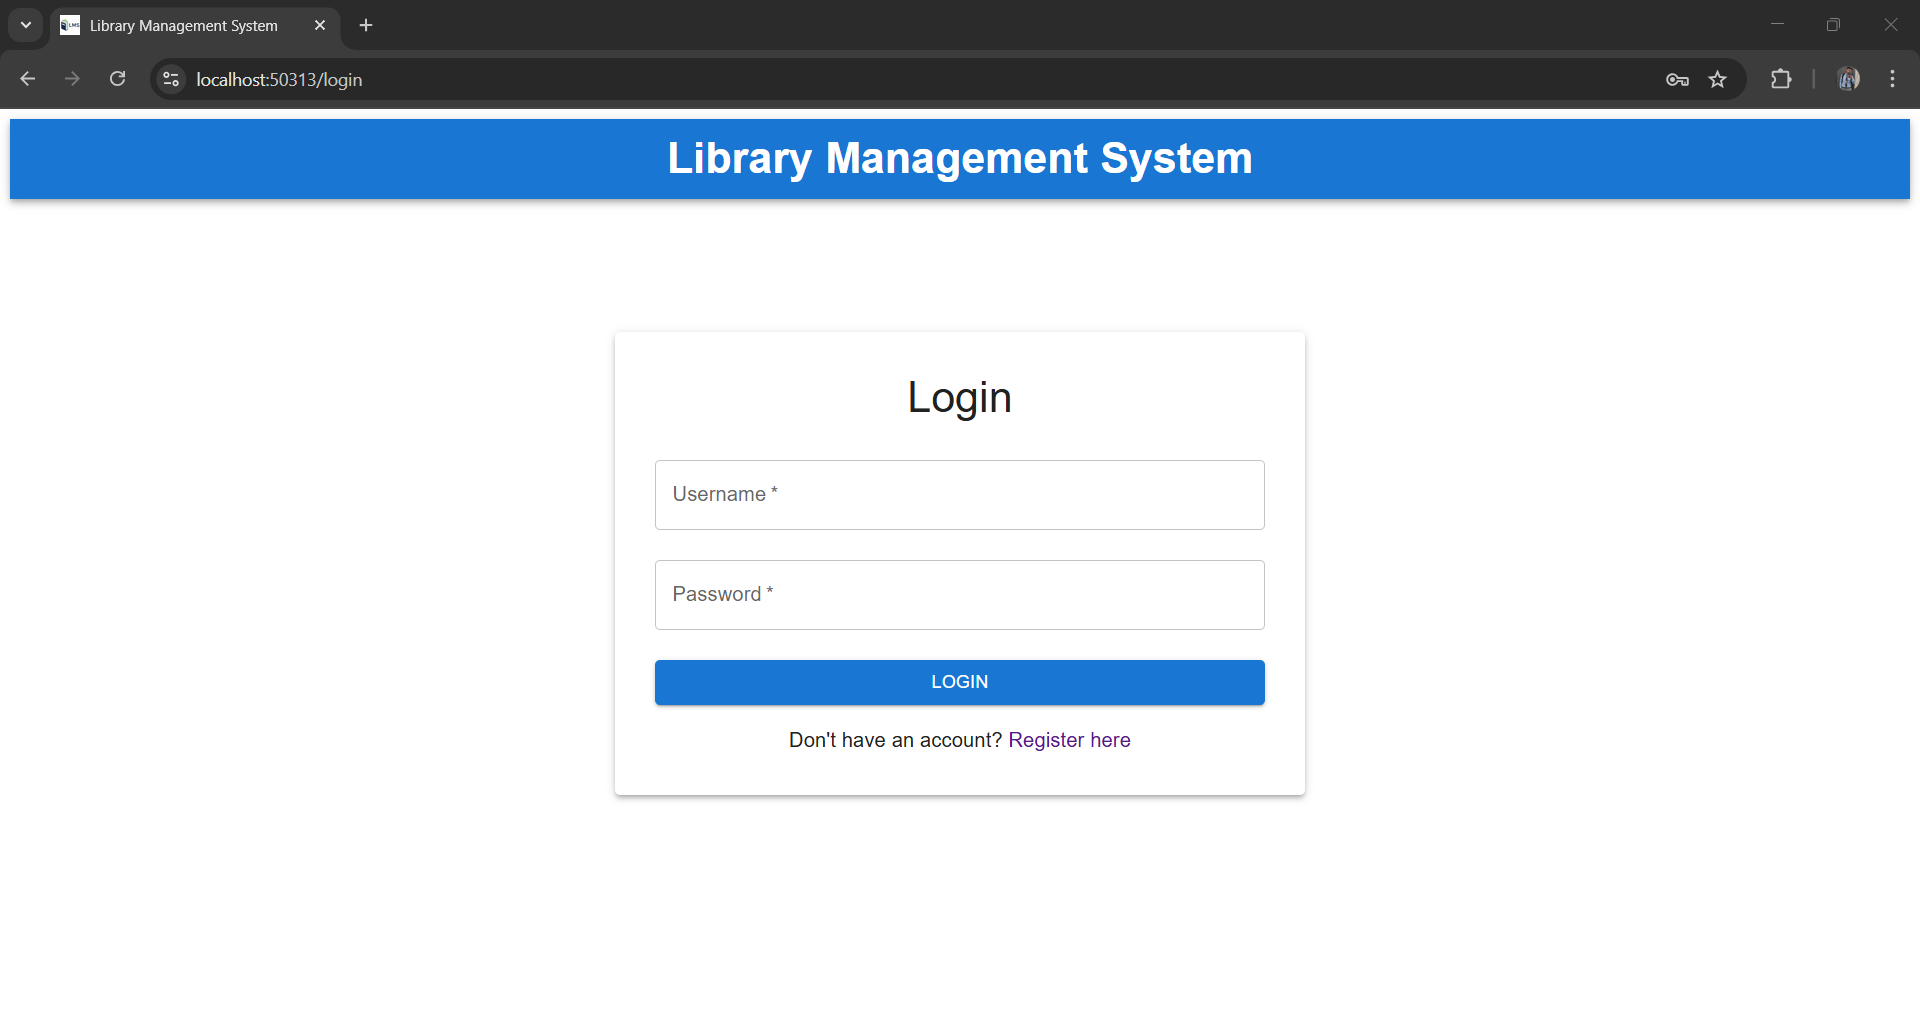 Library Management System
localhost:50313/login
Library Management System
Login
Username *
Password *
LOGIN
Don't have an account? Register here